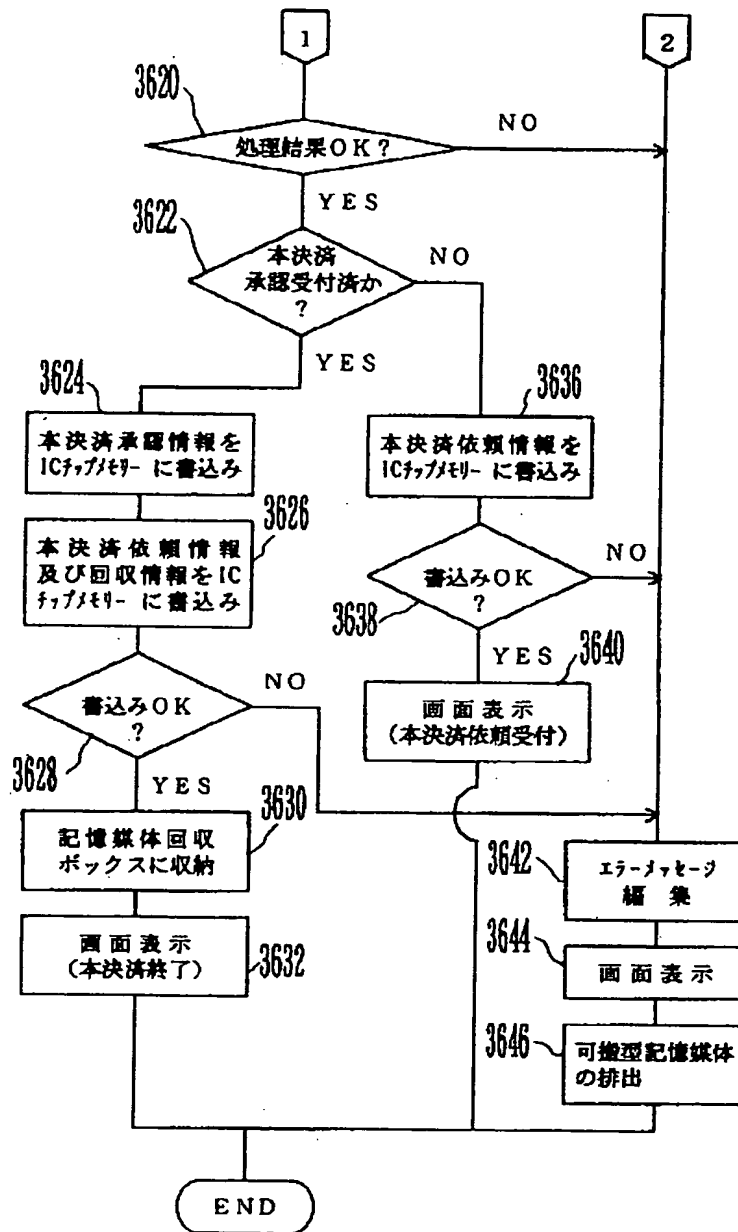 1
2
3620
処理結果OK?
NO
YES
3622
本決済
承認受付済か
?
NO
YES
3624
本決済承認情報を
ICチップメモリーに書込み
3636
本決済依頼情報を
ICチップメモリーに書込み
3626
本決済依頼情報
及び回収情報をIC
チップメモリーに書込み
書込みOK
?
NO
3638
YES
3640
画面表示
(本決済依頼受付)
書込みOK
?
NO
3628
YES
3630
記憶媒体回収
ボックスに収納
3642
エラーメッセージ
編集
画面表示
(本決済終了)
3632
3644
画面表示
3646
可搬型記憶媒体
の排出
END